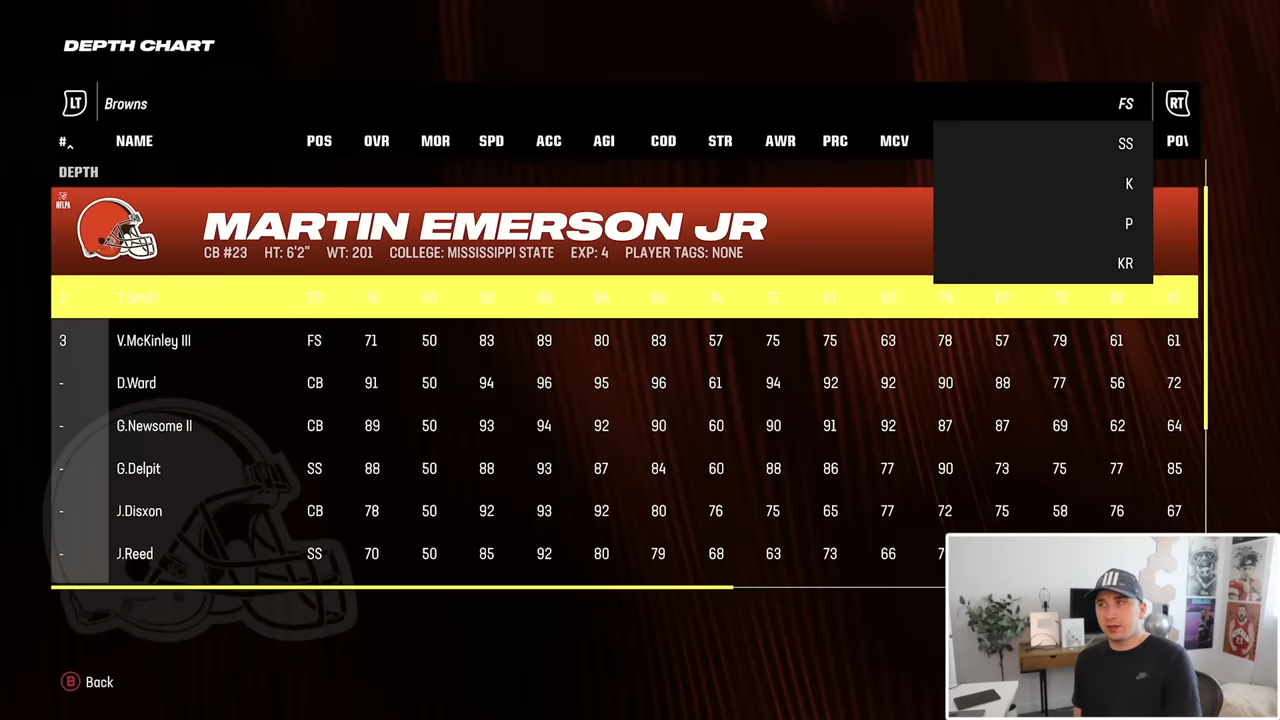 DEPTH CHART
LT Browns FS RT
# NAME POS OVR MOR SPD ACC AGI COD STR AWR PRC MCV SS
K
P
KR
DEPTH
NFLPA
MARTIN EMERSON JR
CB #23 HT: 6'2" WT: 201 COLLEGE: MISSISSIPPI STATE EXP: 4 PLAYER TAGS: NONE
3 V.McKinley III FS 71 50 83 89 80 83 57 75 75 63 78 57 79 61 61
- D.Ward CB 91 50 94 96 95 96 61 94 92 92 90 88 77 56 72
- G.Newsome II CB 89 50 93 94 92 90 60 90 91 92 87 87 69 62 64
- G.Delpit SS 88 50 88 93 87 84 60 88 86 77 90 73 75 77 85
- J.Disxon CB 78 50 92 93 92 80 76 75 65 77 72 75 58 76 67
- J.Reed SS 70 50 85 92 80 79 68 63 73 66
B Back